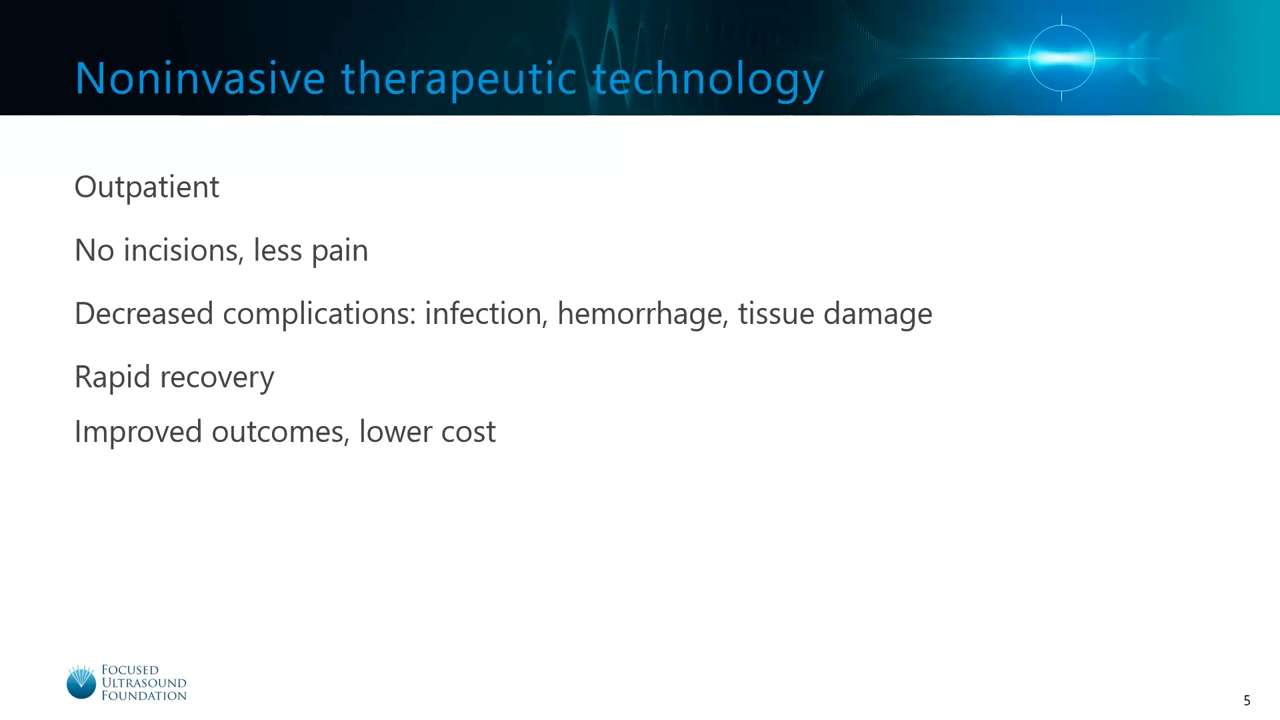 Noninvasive therapeutic technology
Outpatient
No incisions, less pain
Decreased complications: infection, hemorrhage, tissue damage
Rapid recovery
Improved outcomes, lower cost
FOCUSED
ULTRASOUND
FOUNDATION
5